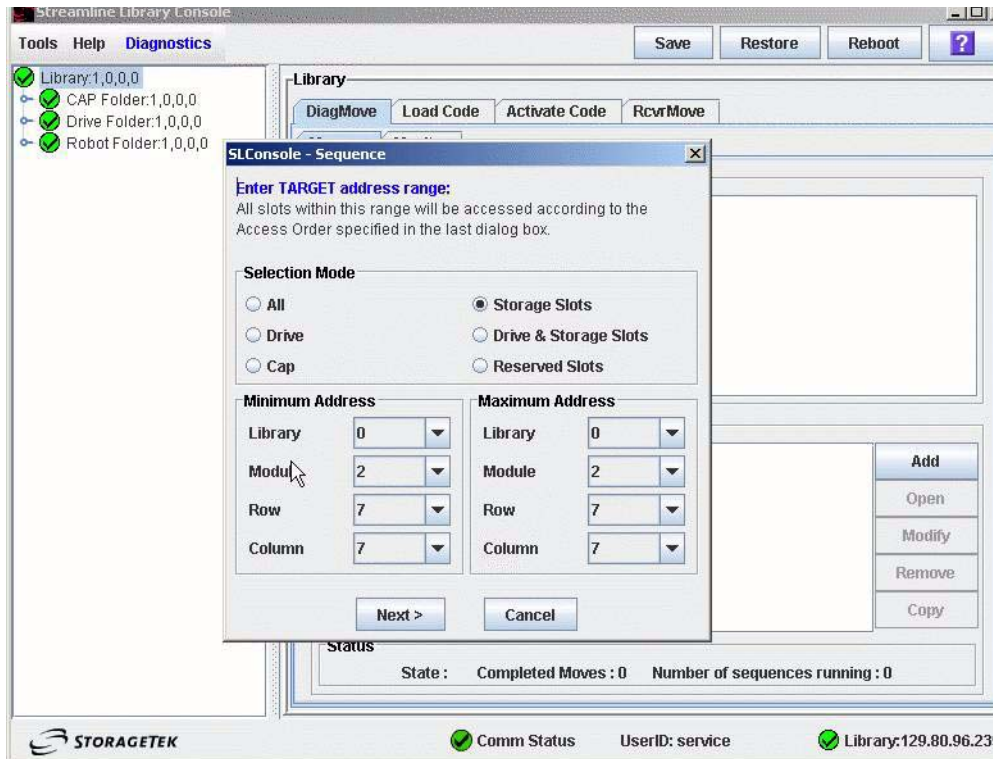 Streamline Library Console
Tools Help Diagnostics
Save Restore Reboot ?
Library:1,0,0,0
CAP Folder:1,0,0,0
Drive Folder:1,0,0,0
Robot Folder:1,0,0,0
Library
DiagMove Load Code Activate Code RcvrMove
SLConsole - Sequence
Enter TARGET address range:
All slots within this range will be accessed according to the
Access Order specified in the last dialog box.
Selection Mode
All Storage Slots
Drive Drive & Storage Slots
Cap Reserved Slots
Minimum Address Maximum Address
Library 0 Library 0
Modul 2 Module 2
Row 7 Row 7
Column 7 Column 7
Next > Cancel
Add
Open
Modify
Remove
Copy
Status
State : Completed Moves : 0 Number of sequences running : 0
STORAGETEK Comm Status UserID: service Library:129.80.96.23